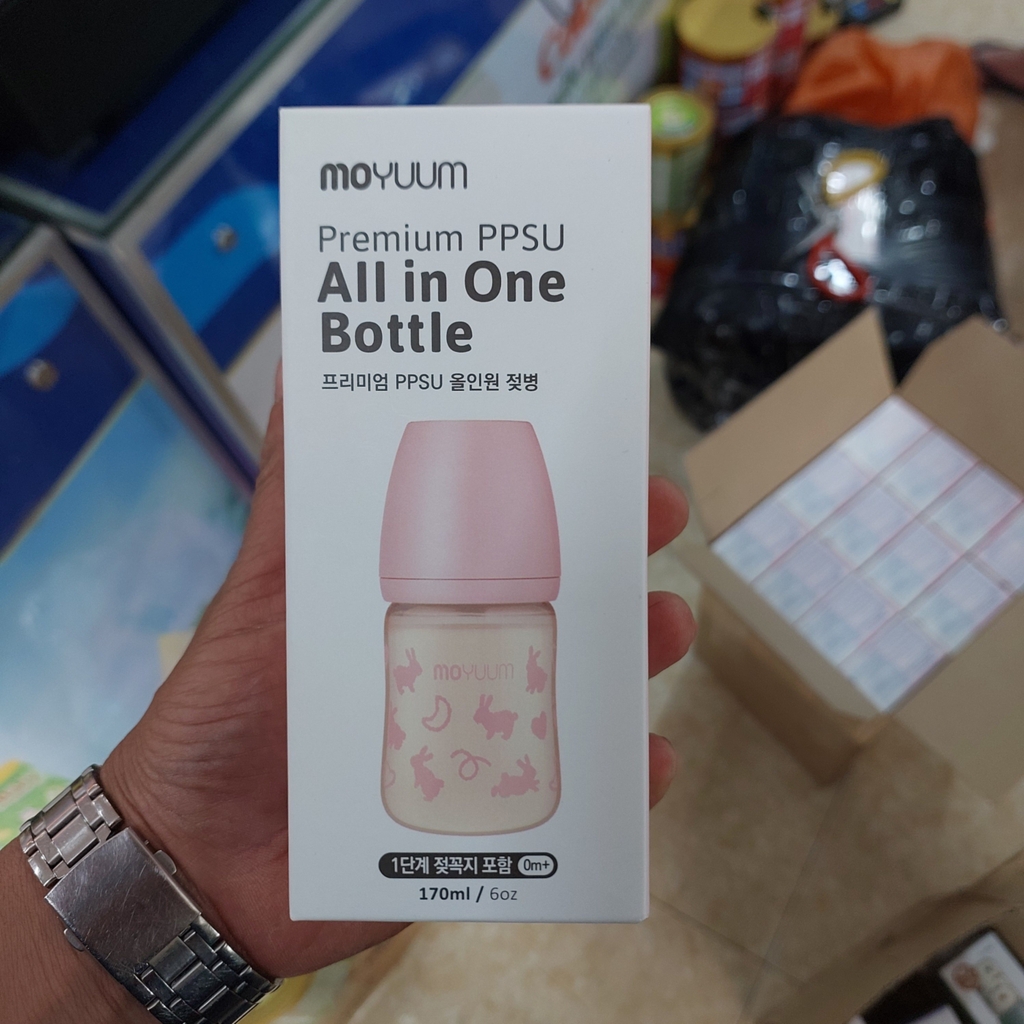 moYUUM
Premium PPSU
All in One
Bottle
프리미엄 PPSU 올인원 젖병
moYUUM
1단계 젖꼭지 포함 0m+
170ml / 6oz